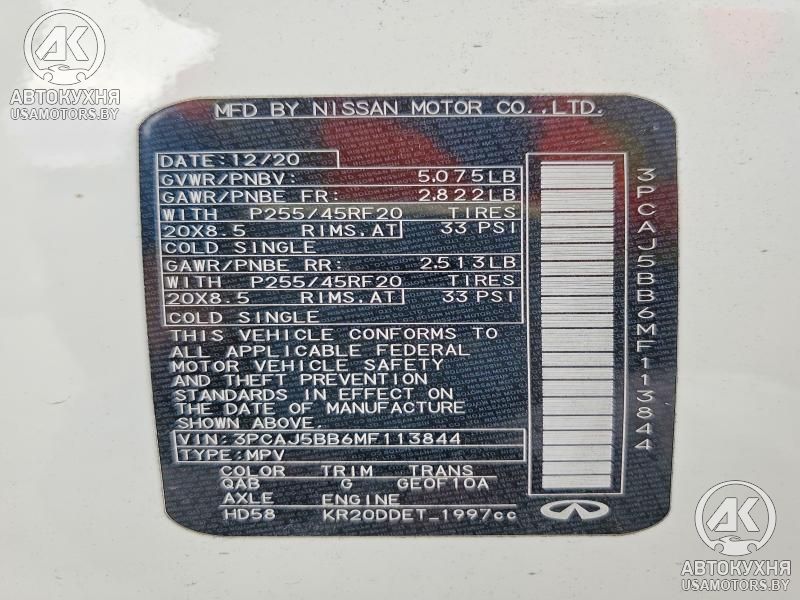 AK
АВТОКУХНЯ
USAMOTORS.BY
MFD BY NISSAN MOTOR CO.,LTD.
DATE:12/20
GVWR/PNBV: 5.075LB
GAWR/PNBE FR: 2.822LB
WITH P255/45RF20 TIRES
20X8.5 RIMS.AT 33 PSI
COLD SINGLE
GAWR/PNBE RR: 2.513LB
WITH P255/45RF20 TIRES
20X8.5 RIMS.AT 33 PSI
COLD SINGLE
THIS VEHICLE CONFORMS TO
ALL APPLICABLE FEDERAL
MOTOR VEHICLE SAFETY
AND THEFT PREVENTION
STANDARDS IN EFFECT ON
THE DATE OF MANUFACTURE
SHOWN ABOVE.
VIN: 3PCAJ5BB6MF113844
TYPE: MPV
COLOR TRIM TRANS
QAB G GE0F10A
AXLE ENGINE
HD58 KR20DDET_1997cc
3PCAJ5BB6MF113844
AK
АВТОКУХНЯ
USAMOTORS.BY